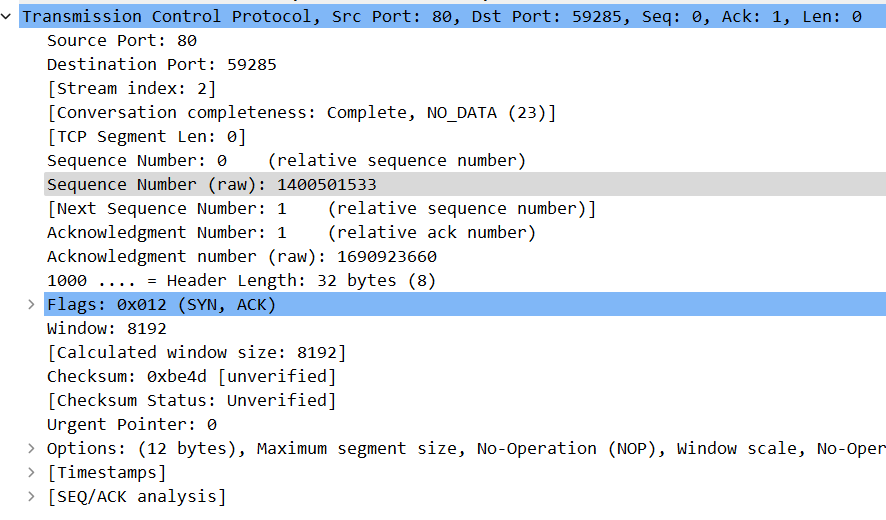 Transmission Control Protocol, Src Port: 80, Dst Port: 59285, Seq: 0, Ack: 1, Len: 0
Source Port: 80
Destination Port: 59285
[Stream index: 2]
[Conversation completeness: Complete, NO_DATA (23)]
[TCP Segment Len: 0]
Sequence Number: 0    (relative sequence number)
Sequence Number (raw): 1400501533
[Next Sequence Number: 1    (relative sequence number)]
Acknowledgment Number: 1    (relative ack number)
Acknowledgment number (raw): 1690923660
1000 .... = Header Length: 32 bytes (8)
Flags: 0x012 (SYN, ACK)
Window: 8192
[Calculated window size: 8192]
Checksum: 0xbe4d [unverified]
[Checksum Status: Unverified]
Urgent Pointer: 0
Options: (12 bytes), Maximum segment size, No-Operation (NOP), Window scale, No-Oper
[Timestamps]
[SEQ/ACK analysis]